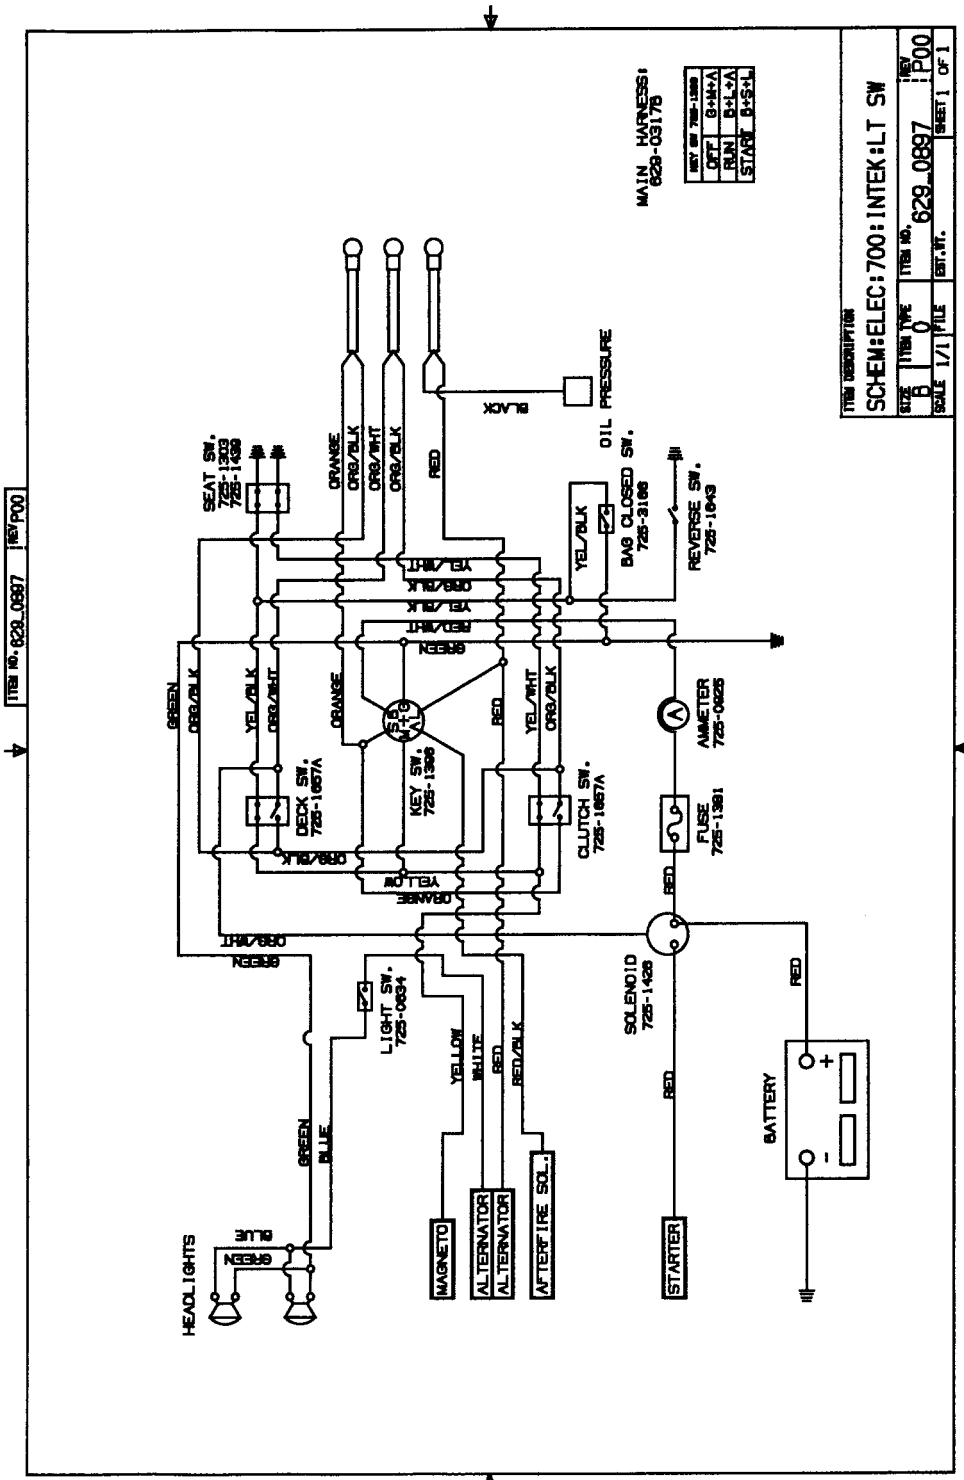 ITEM NO. 629_0897 REV P00
HEADLIGHTS
BLUE
GREEN
GREEN
BLUE
GREEN
ORG/WHT
GREEN
ORG/BLK
YEL/BLK
ORG/WHT
DECK SW.
725-1657A
ORG/BLK
SEAT SW.
725-1303
725-1439
ORANGE
ORG/BLK
ORG/WHT
ORG/BLK
RED
LIGHT SW.
725-0634
ORANGE
S B
M + G
A L
KEY SW.
725-1396
YELLOW
ORANGE
RED
YEL/WHT
ORG/BLK
YEL/BLK
RED/WHT
GREEN
YEL/WHT
ORG/BLK
CLUTCH SW.
725-1657A
BLACK
OIL PRESSURE
YEL/BLK
BAG CLOSED SW.
725-3166
REVERSE SW.
725-1643
MAGNETO
ALTERNATOR
ALTERNATOR
AFTERFIRE SOL.
YELLOW
WHITE
RED
RED/BLK
STARTER
RED
SOLENOID
725-1426
RED
FUSE
725-1381
A
AMMETER
725-0925
RED
BATTERY
- +
MAIN HARNESS:
629-03176
KEY SW 725-1396
OFF G+M+A
RUN B+L+A
START B+S+L
ITEM DESCRIPTION
SCHEM:ELEC:700:INTEK:LT SW
SIZE B ITEM TYPE O ITEM NO. 629_0897 REV P00
SCALE 1/1 FILE EST.WT. SHEET 1 OF 1